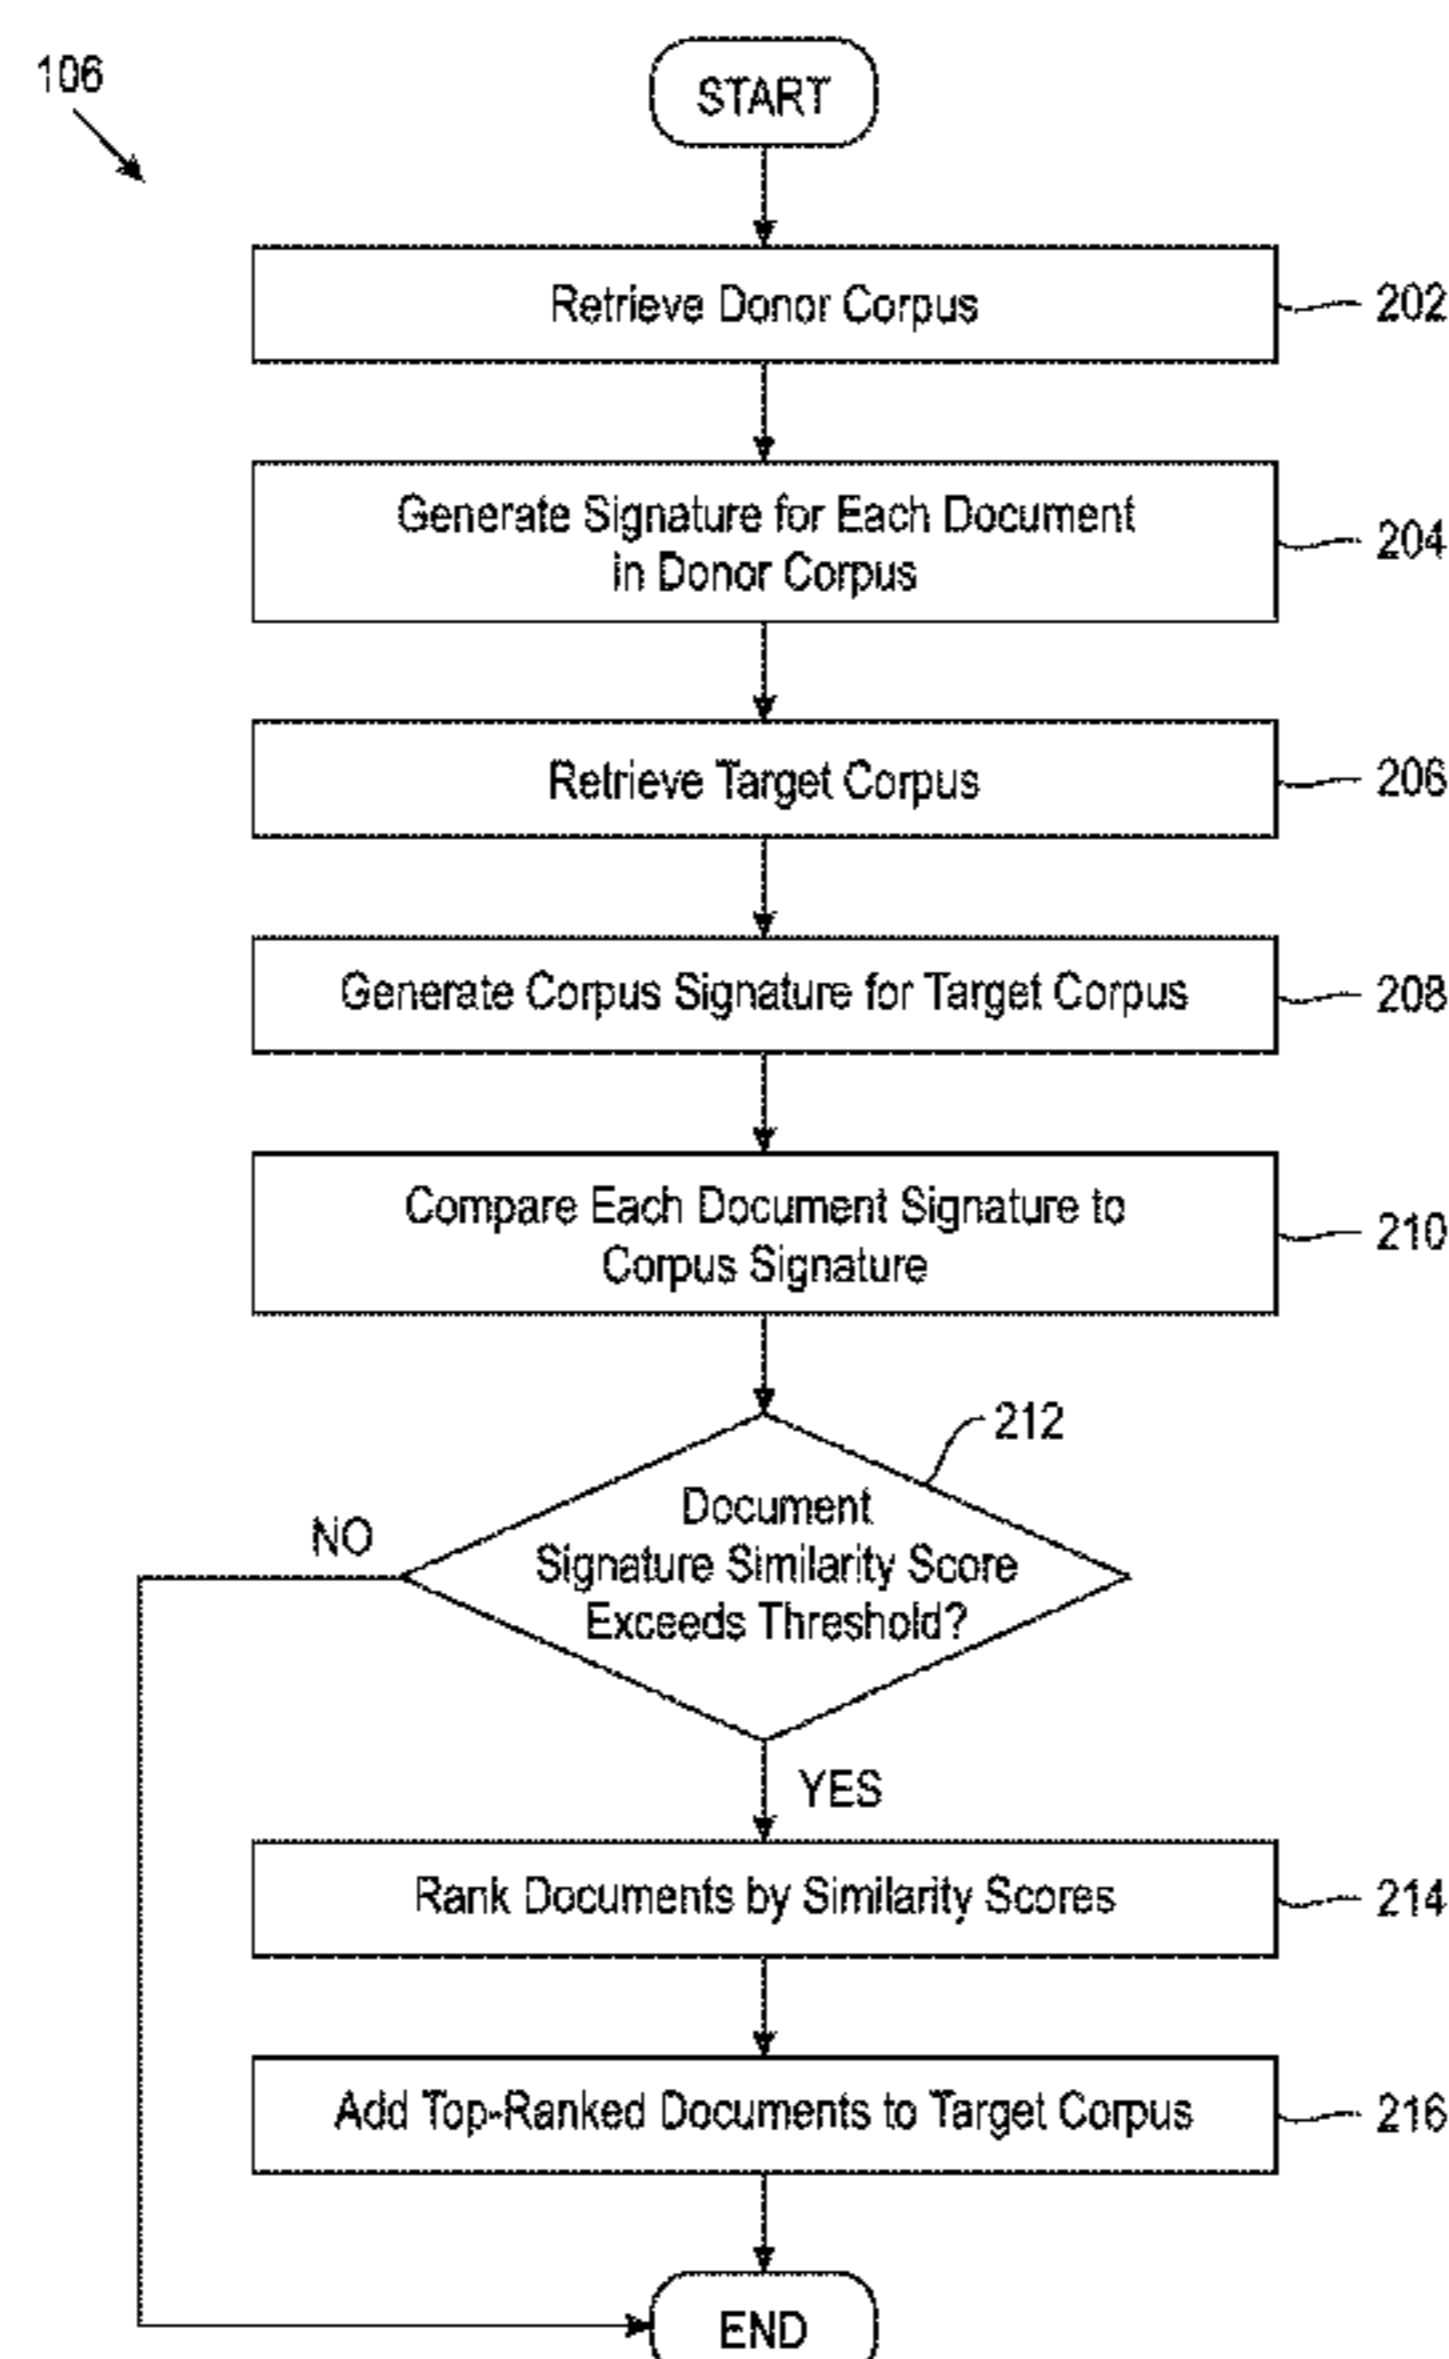 106
START
Retrieve Donor Corpus
202
Generate Signature for Each Document
in Donor Corpus
204
Retrieve Target Corpus
206
Generate Corpus Signature for Target Corpus
208
Compare Each Document Signature to
Corpus Signature
210
212
Document
Signature Similarity Score
Exceeds Threshold?
NO
YES
Rank Documents by Similarity Scores
214
Add Top-Ranked Documents to Target Corpus
216
END